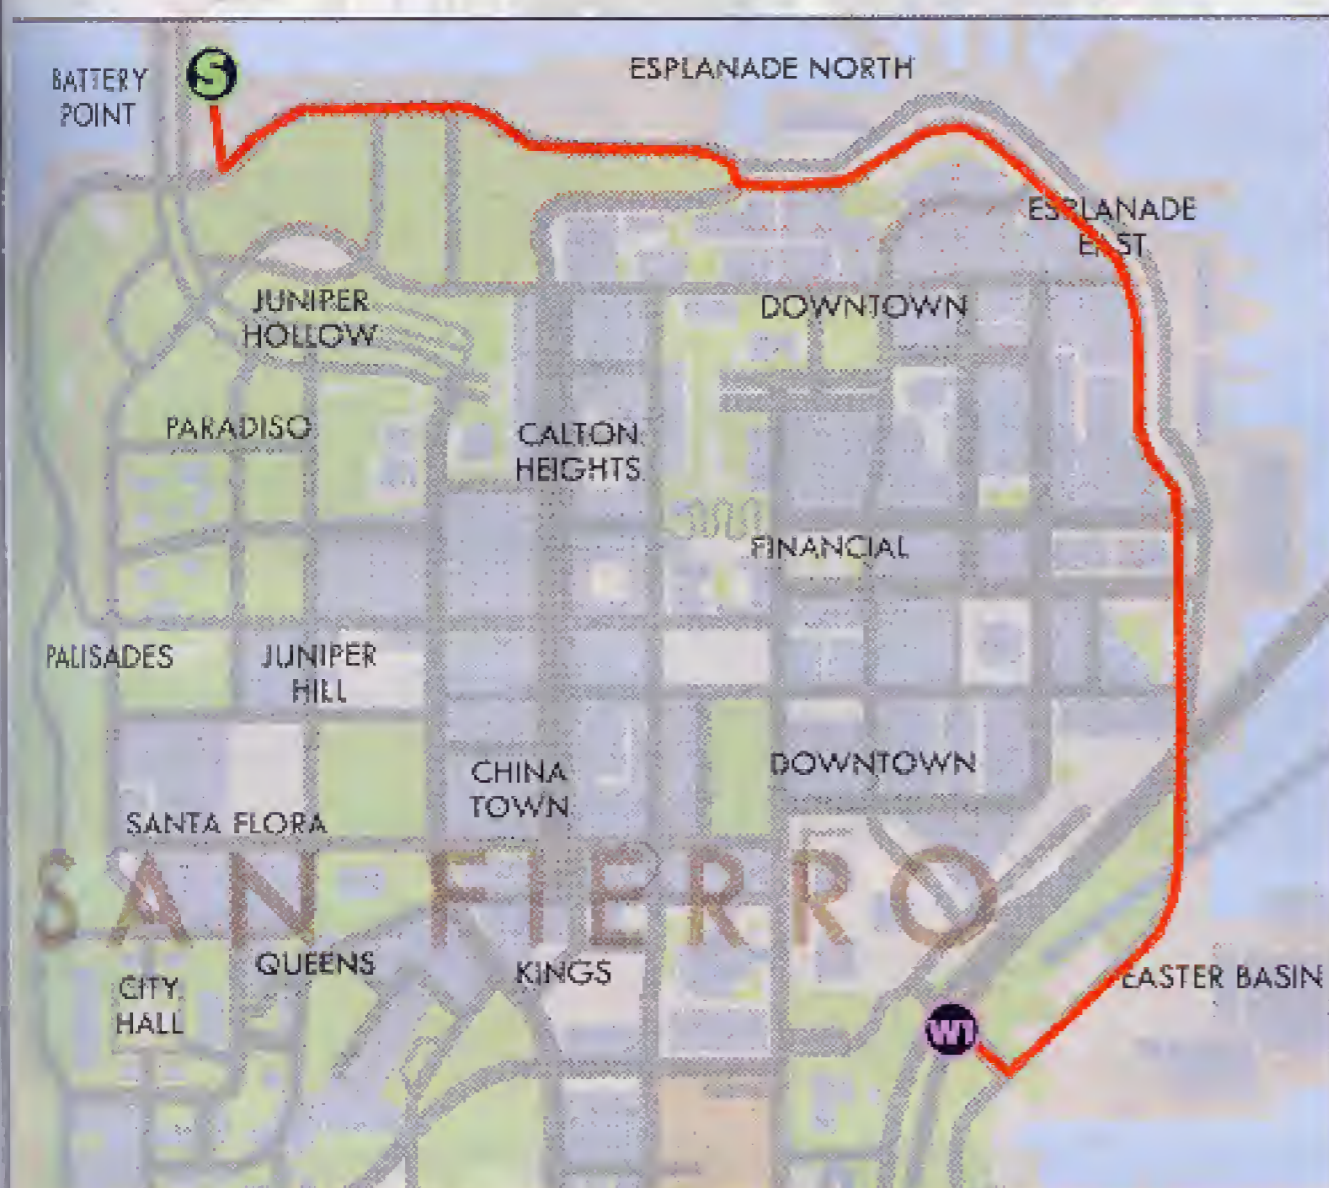 BATTERY
POINT
S
ESPLANADE NORTH
ESPLANADE
EAST
JUNIPER
HOLLOW
DOWNTOWN
PARADISO
CALTON
HEIGHTS
FINANCIAL
PALISADES
JUNIPER
HILL
CHINA
TOWN
DOWNTOWN
SANTA FLORA
SAN FIERRO
QUEENS
KINGS
EASTER BASIN
CITY
HALL
W1